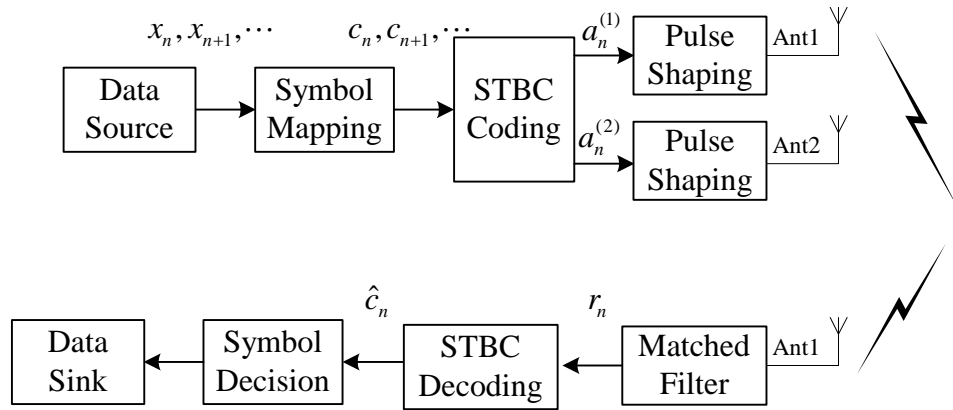 x_n, x_{n+1}, ⋯
c_n, c_{n+1}, ⋯
a_n^{(1)}
Pulse
Shaping
Ant1
Data
Source
Symbol
Mapping
STBC
Coding
a_n^{(2)}
Pulse
Shaping
Ant2
ĉ_n
r_n
Data
Sink
Symbol
Decision
STBC
Decoding
Matched
Filter
Ant1